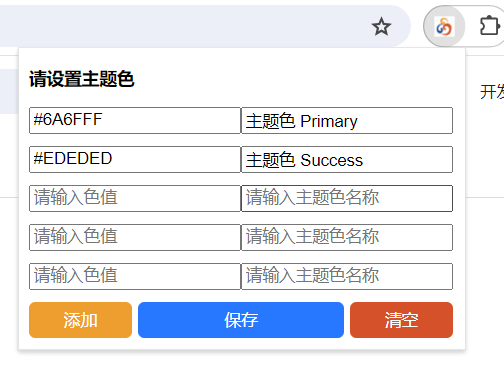 开发
请设置主题色
#6A6FFF 主题色 Primary
#EDEDED 主题色 Success
请输入色值 请输入主题色名称
请输入色值 请输入主题色名称
请输入色值 请输入主题色名称
添加 保存 清空